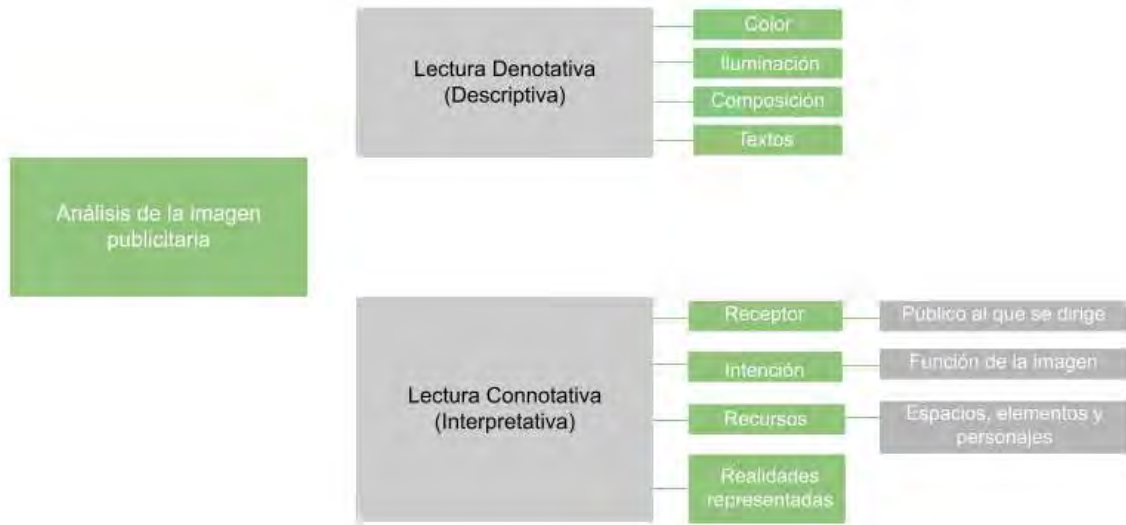 Análisis de la imagen
publicitaria
Lectura Denotativa
(Descriptiva)
Color
Iluminación
Composición
Textos
Lectura Connotativa
(Interpretativa)
Receptor
Público al que se dirige
Intención
Función de la imagen
Recursos
Espacios, elementos y
personajes
Realidades
representadas